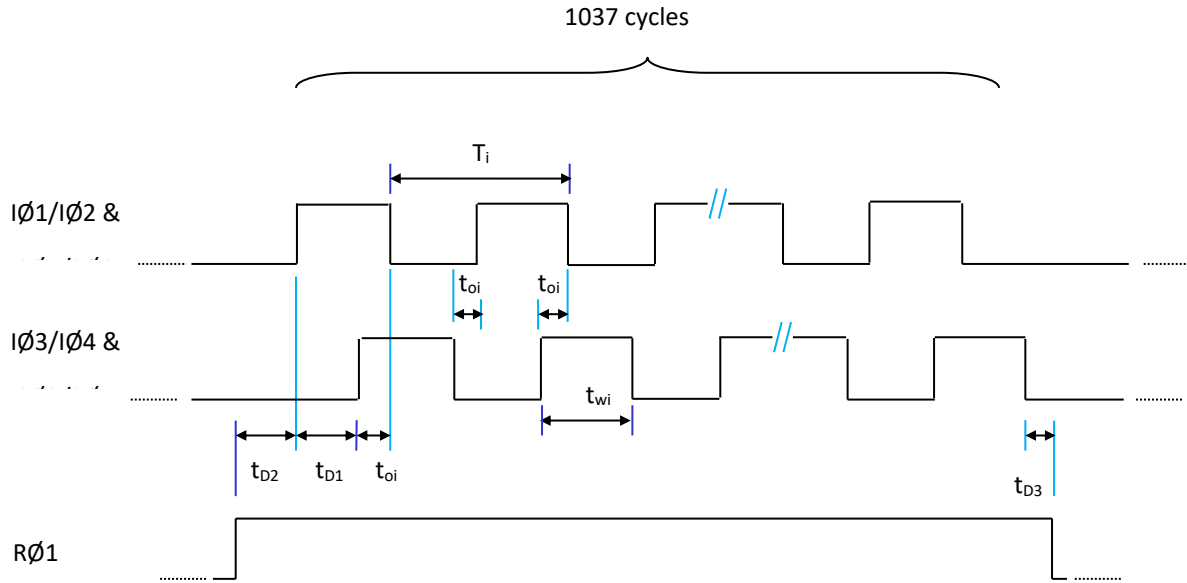 1037 cycles
Ti
IØ1/IØ2 &
toi toi
IØ3/IØ4 &
twi
tD2 tD1 toi
tD3
RØ1